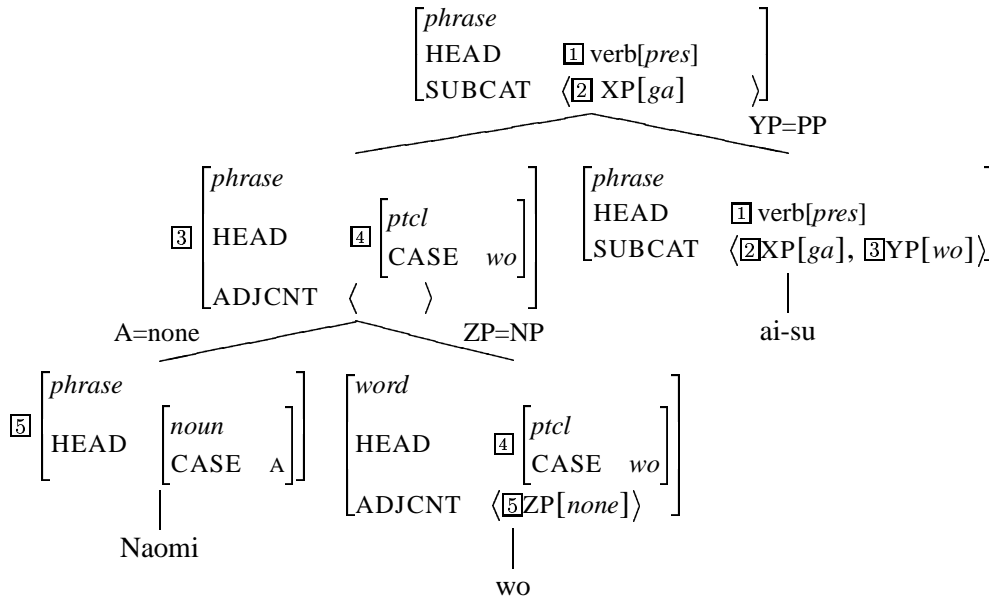 phrase
HEAD 1 verb[pres]
SUBCAT ⟨2 XP[ga] ⟩
YP=PP
phrase
3 HEAD 4 ptcl
CASE wo
ADJCNT ⟨ ⟩
phrase
HEAD 1 verb[pres]
SUBCAT ⟨2XP[ga], 3YP[wo]⟩
ai-su
A=none
ZP=NP
5 phrase
HEAD noun
CASE A
Naomi
word
HEAD 4 ptcl
CASE wo
ADJCNT ⟨5ZP[none]⟩
wo